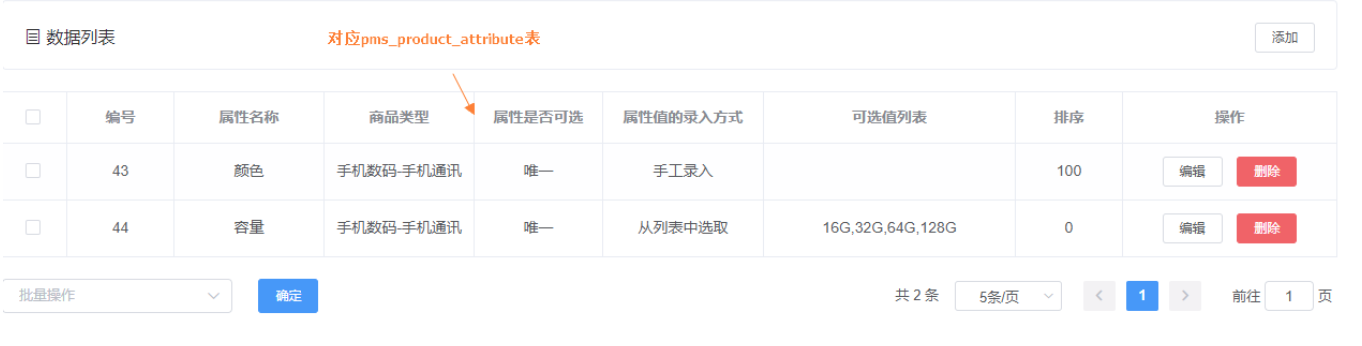 数据列表 对应pms_product_attribute表 添加
编号 属性名称 商品类型 属性是否可选 属性值的录入方式 可选值列表 排序 操作
43 颜色 手机数码-手机通讯 唯一 手工录入 100 编辑 删除
44 容量 手机数码-手机通讯 唯一 从列表中选取 16G,32G,64G,128G 0 编辑 删除
批量操作 确定 共 2 条 5条/页 < 1 > 前往 1 页